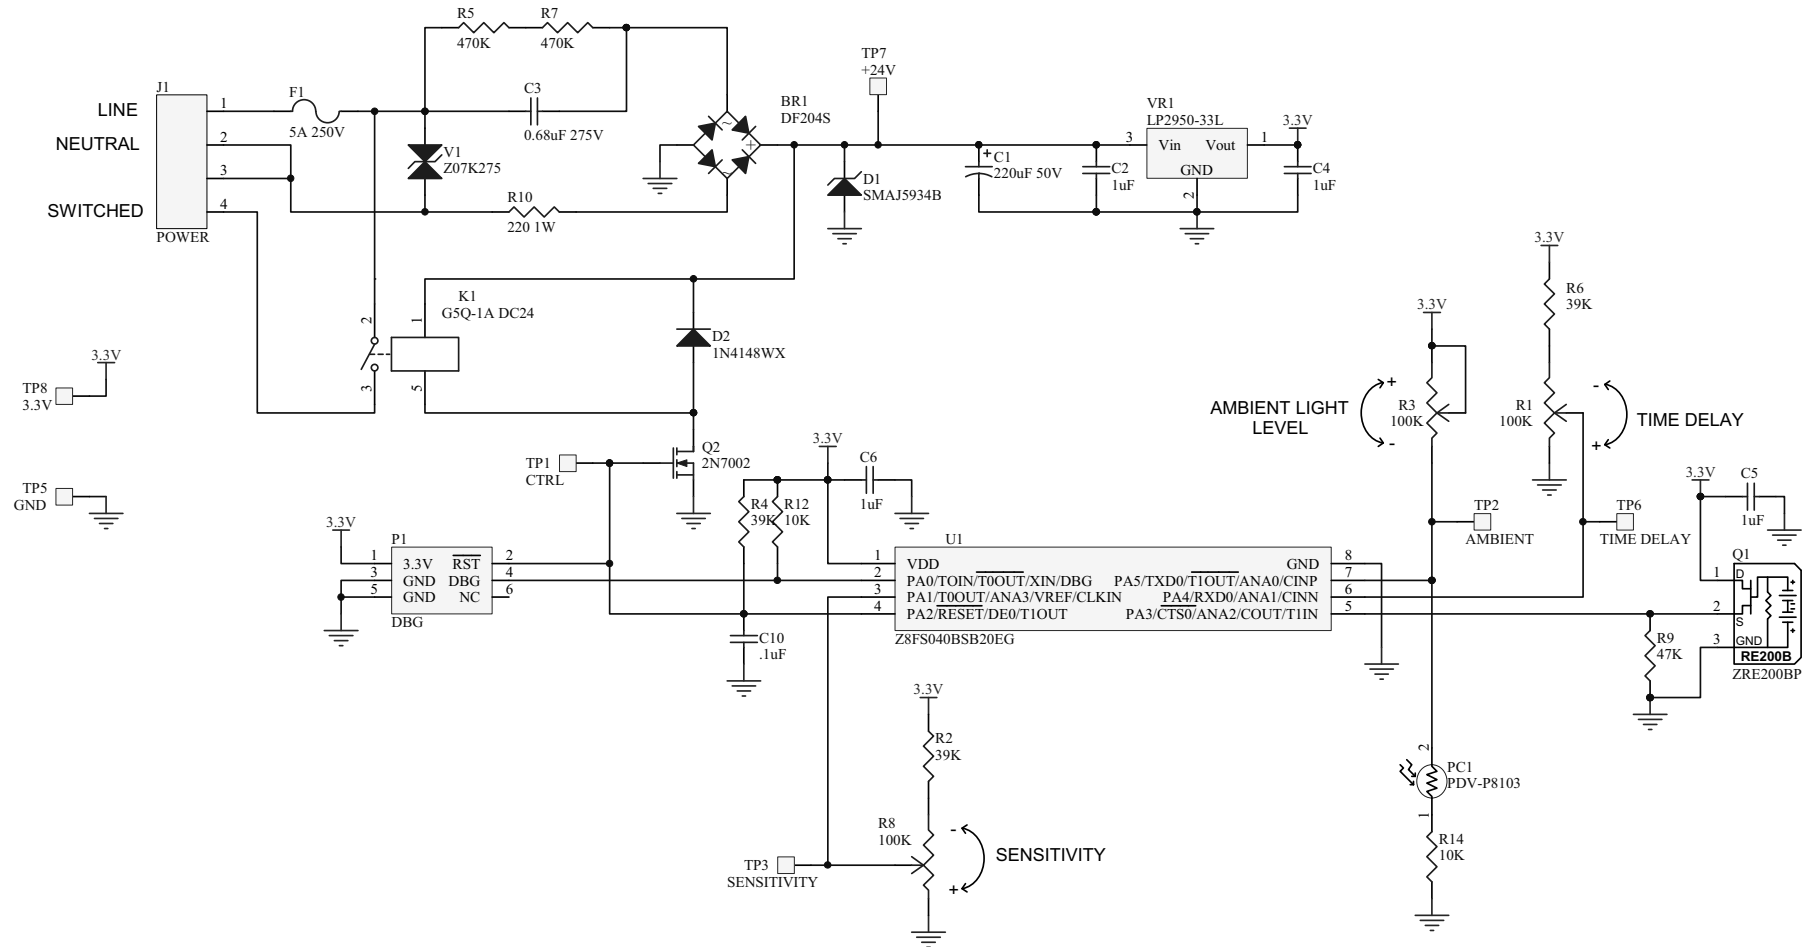 R5
470K
R7
470K
C3
0.68uF 275V
J1
LINE
NEUTRAL
SWITCHED
POWER
1
2
3
4
F1
5A 250V
V1
Z07K275
R10
220 1W
BR1
DF204S
~
~
+
TP7
+24V
D1
SMAJ5934B
+
C1
220uF 50V
C2
1uF
VR1
LP2950-33L
3
Vin
Vout
1
GND
2
3.3V
C4
1uF
K1
G5Q-1A DC24
2
3
1
5
D2
1N4148WX
Q2
2N7002
TP1
CTRL
TP8
3.3V
3.3V
TP5
GND
3.3V
P1
1
3
5
3.3V
GND
GND
RST
DBG
NC
2
4
6
DBG
3.3V
C6
1uF
R4
39K
R12
10K
C10
.1uF
U1
1
2
3
4
VDD
PA0/TOIN/T0OUT/XIN/DBG
PA1/T0OUT/ANA3/VREF/CLKIN
PA2/RESET/DE0/T1OUT
GND
PA5/TXD0/T1OUT/ANA0/CINP
PA4/RXD0/ANA1/CINN
PA3/CTS0/ANA2/COUT/T1IN
8
7
6
5
Z8FS040BSB20EG
3.3V
R2
39K
R8
100K
-
+
SENSITIVITY
TP3
SENSITIVITY
3.3V
AMBIENT LIGHT
LEVEL
+
-
R3
100K
TP2
AMBIENT
3.3V
R6
39K
R1
100K
-
+
TIME DELAY
TP6
TIME DELAY
2
PC1
PDV-P8103
1
R14
10K
3.3V
C5
1uF
Q1
1
2
3
D
S
GND
+
+
RE200B
ZRE200BP
R9
47K